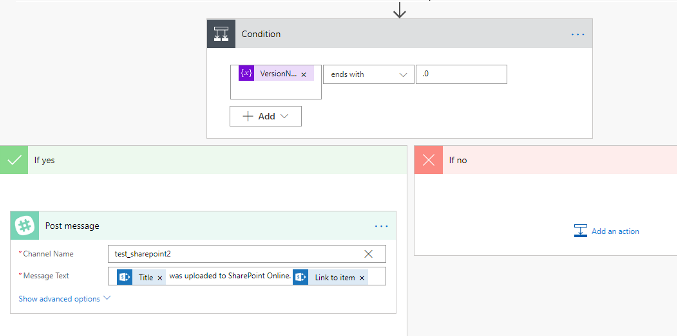 Condition
...
{x} VersionN... × ends with .0
+ Add
If yes
If no
Post message
...
Add an action
* Channel Name test_sharepoint2
* Message Text Title × was uploaded to SharePoint Online. Link to item ×
Show advanced options